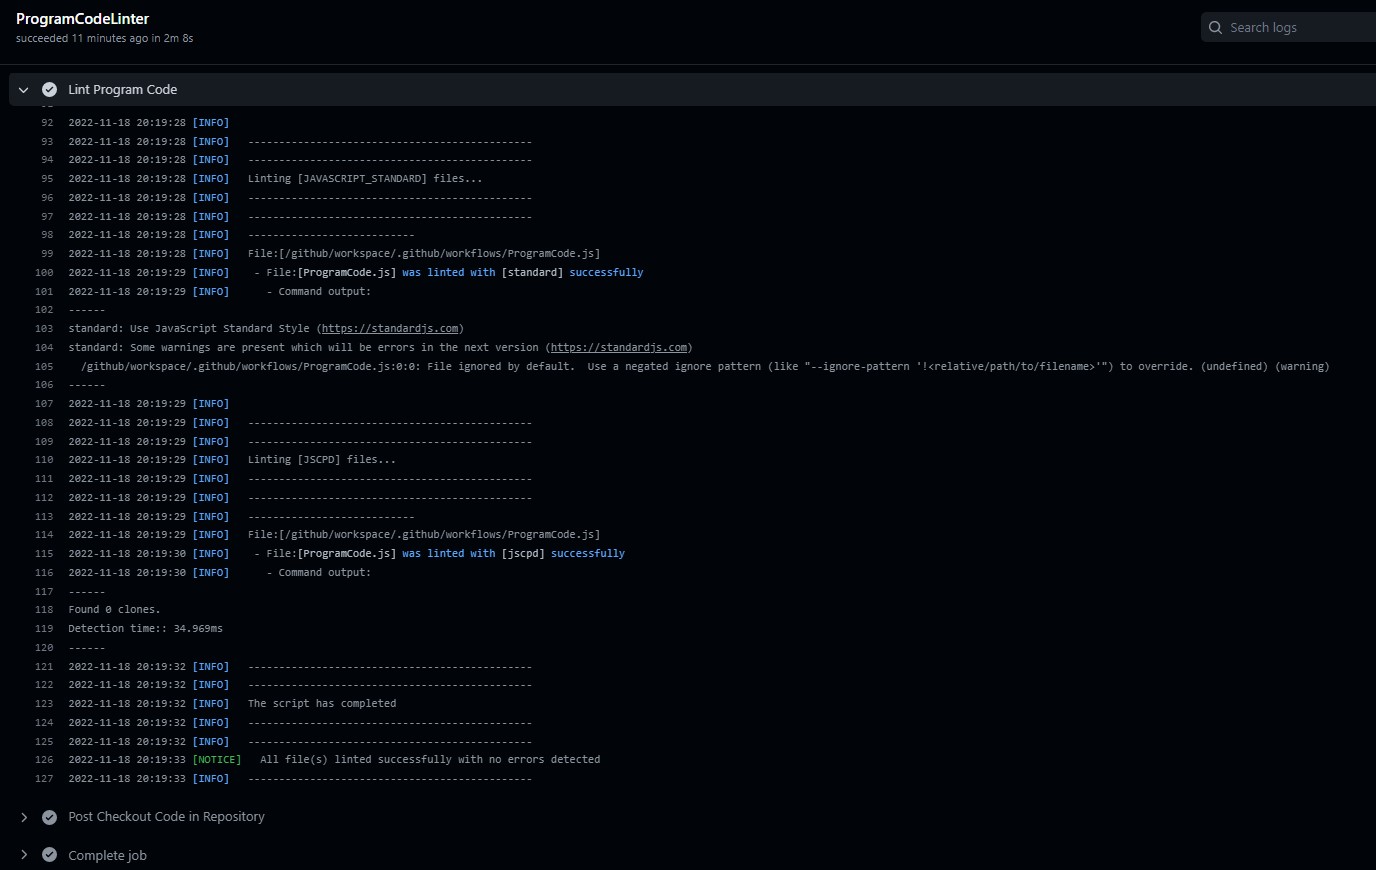 ProgramCodeLinter
succeeded 11 minutes ago in 2m 8s
Search logs
Lint Program Code
92 2022-11-18 20:19:28 [INFO]
93 2022-11-18 20:19:28 [INFO] ----------------------------------------------
94 2022-11-18 20:19:28 [INFO] ----------------------------------------------
95 2022-11-18 20:19:28 [INFO] Linting [JAVASCRIPT_STANDARD] files...
96 2022-11-18 20:19:28 [INFO] ----------------------------------------------
97 2022-11-18 20:19:28 [INFO] ----------------------------------------------
98 2022-11-18 20:19:28 [INFO] ---------------------------
99 2022-11-18 20:19:28 [INFO] File:[/github/workspace/.github/workflows/ProgramCode.js]
100 2022-11-18 20:19:29 [INFO] - File:[ProgramCode.js] was linted with [standard] successfully
101 2022-11-18 20:19:29 [INFO] - Command output:
102 ------
103 standard: Use JavaScript Standard Style (https://standardjs.com)
104 standard: Some warnings are present which will be errors in the next version (https://standardjs.com)
105 /github/workspace/.github/workflows/ProgramCode.js:0:0: File ignored by default. Use a negated ignore pattern (like "--ignore-pattern '!<relative/path/to/filename>'") to override. (undefined) (warning)
106 ------
107 2022-11-18 20:19:29 [INFO]
108 2022-11-18 20:19:29 [INFO] ----------------------------------------------
109 2022-11-18 20:19:29 [INFO] ----------------------------------------------
110 2022-11-18 20:19:29 [INFO] Linting [JSCPD] files...
111 2022-11-18 20:19:29 [INFO] ----------------------------------------------
112 2022-11-18 20:19:29 [INFO] ----------------------------------------------
113 2022-11-18 20:19:29 [INFO] ---------------------------
114 2022-11-18 20:19:29 [INFO] File:[/github/workspace/.github/workflows/ProgramCode.js]
115 2022-11-18 20:19:30 [INFO] - File:[ProgramCode.js] was linted with [jscpd] successfully
116 2022-11-18 20:19:30 [INFO] - Command output:
117 ------
118 Found 0 clones.
119 Detection time:: 34.969ms
120 ------
121 2022-11-18 20:19:32 [INFO] ----------------------------------------------
122 2022-11-18 20:19:32 [INFO] ----------------------------------------------
123 2022-11-18 20:19:32 [INFO] The script has completed
124 2022-11-18 20:19:32 [INFO] ----------------------------------------------
125 2022-11-18 20:19:32 [INFO] ----------------------------------------------
126 2022-11-18 20:19:33 [NOTICE] All file(s) linted successfully with no errors detected
127 2022-11-18 20:19:33 [INFO] ----------------------------------------------
Post Checkout Code in Repository
Complete job